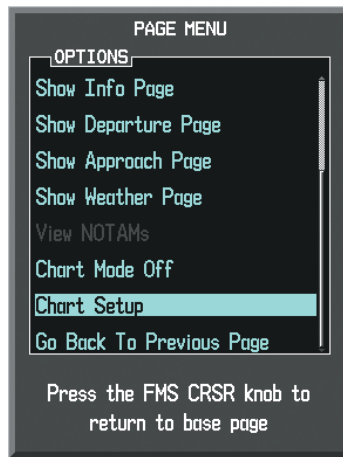 PAGE MENU
OPTIONS
Show Info Page
Show Departure Page
Show Approach Page
Show Weather Page
View NOTAMs
Chart Mode Off
Chart Setup
Go Back To Previous Page
Press the FMS CRSR knob to
return to base page